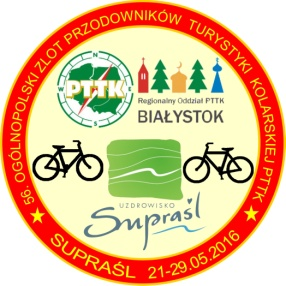 56 OGÓLNOPOLSKI ZLOT PRZODOWNIKÓW TURYSTYKI KOLARSKIEJ PTTK
N
PTTK
S
Regionalny Oddział PTTK
BIAŁYSTOK
UZDROWISKO
Supraśl
SUPRAŚL 21-29.05.2016